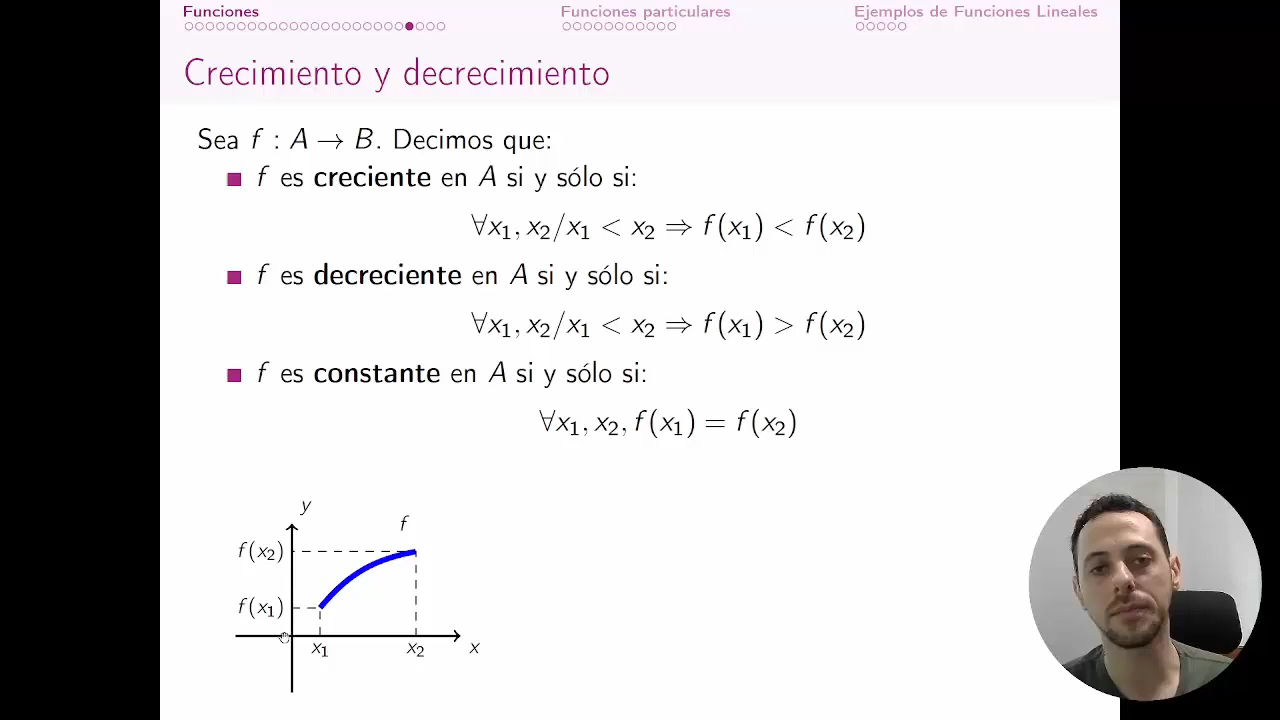 Funciones Funciones particulares Ejemplos de Funciones Lineales
Crecimiento y decrecimiento
Sea f : A → B. Decimos que:
f es creciente en A si y sólo si:
∀x₁, x₂/x₁ < x₂ ⇒ f(x₁) < f(x₂)
f es decreciente en A si y sólo si:
∀x₁, x₂/x₁ < x₂ ⇒ f(x₁) > f(x₂)
f es constante en A si y sólo si:
∀x₁, x₂, f(x₁) = f(x₂)
y
f
f(x₂)
f(x₁)
x₁ x₂ x